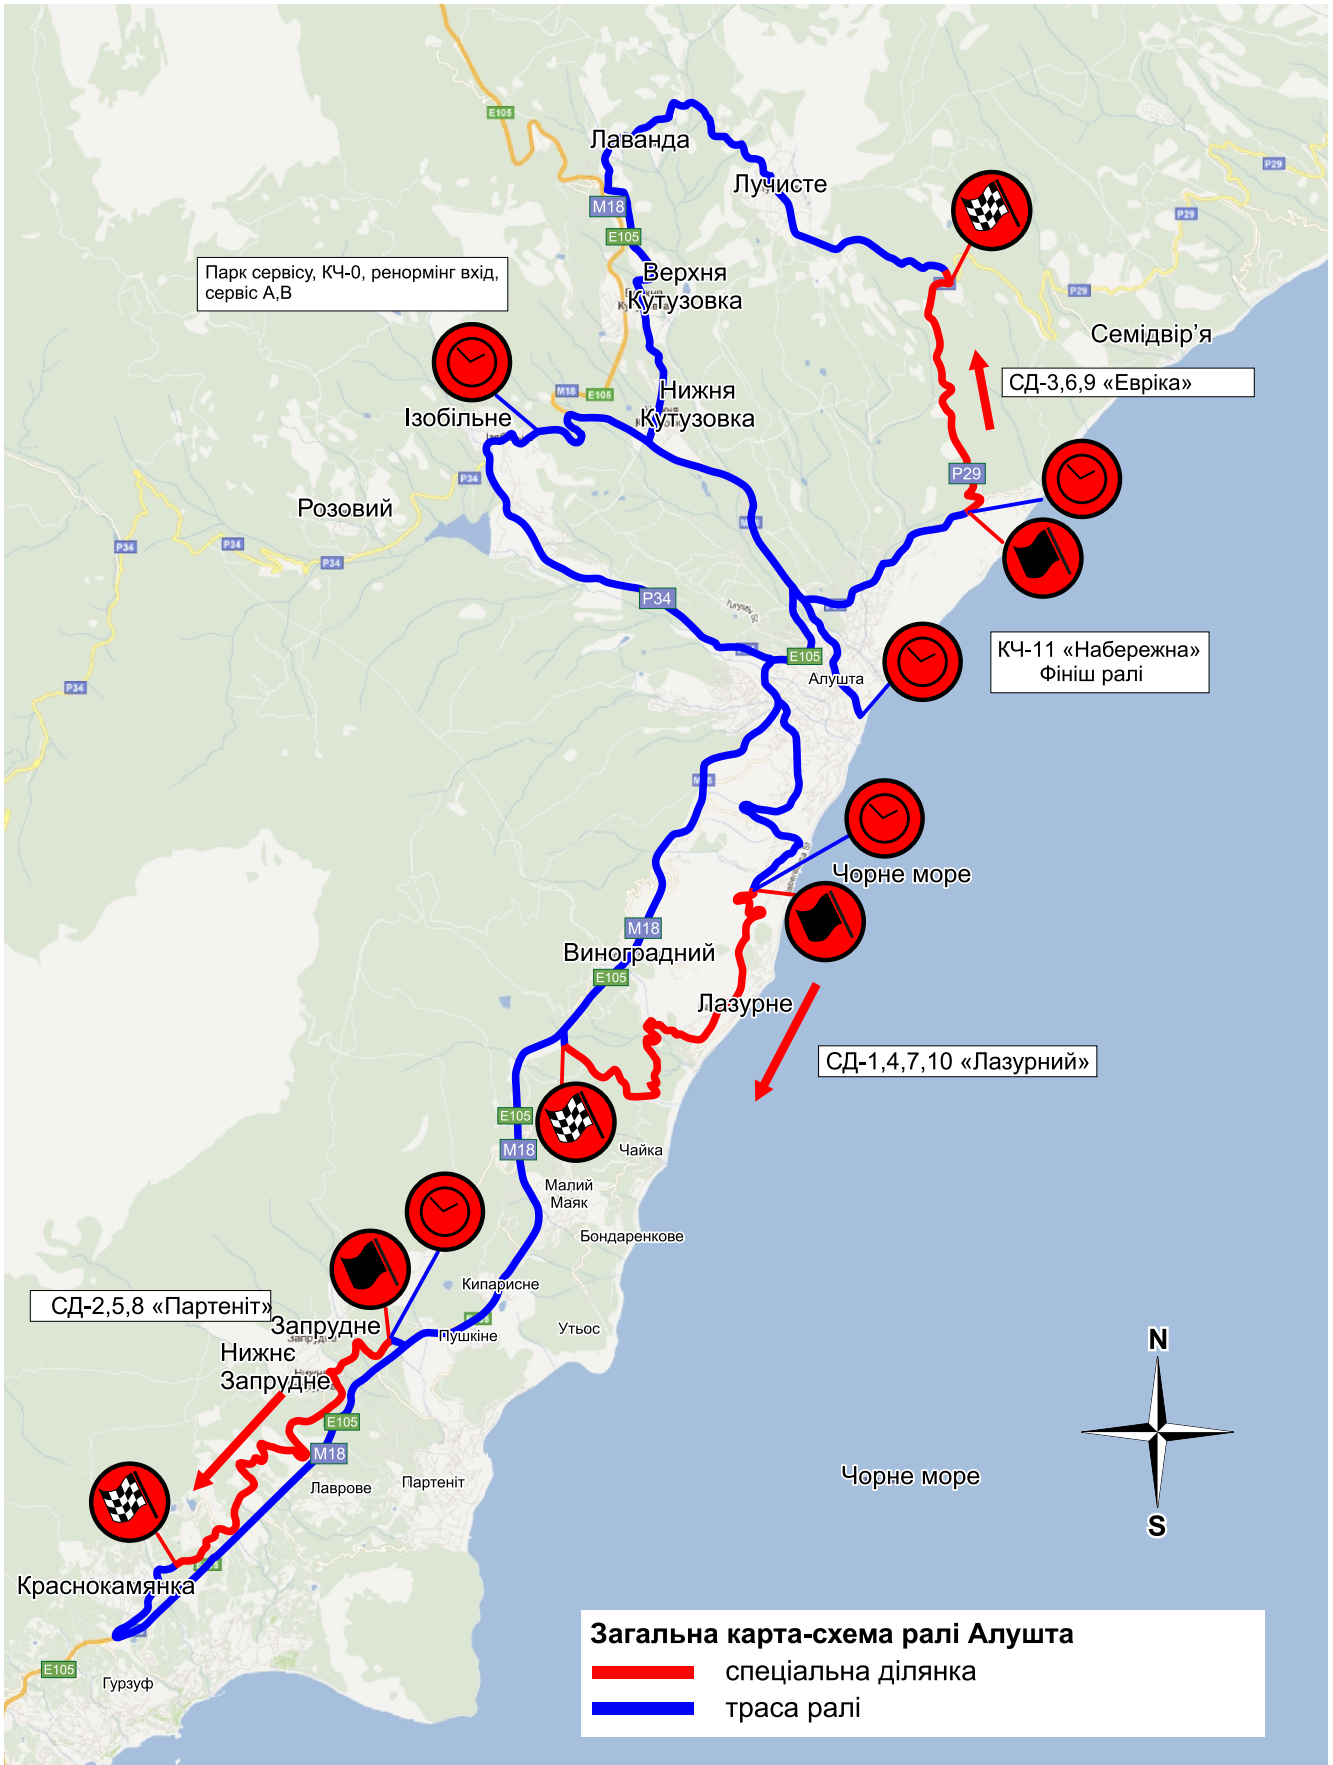 E105
Лаванда
P29
Лучисте
M18
P29
E105
Парк сервісу, КЧ-0, ренормінг вхід,
сервіс А,В
Верхня
Кутузовка
P29
Семідвір'я
СД-3,6,9 «Евріка»
M18
E105
Нижня
Кутузовка
Ізобільне
P34
P29
Розовий
P34
P34
P34
P34
Turystiv St
КЧ-11 «Набережна»
Фініш ралі
E105
Алушта
P34
Чорне море
M18
Виноградний
E105
Лазурне
СД-1,4,7,10 «Лазурний»
E105
M18
Чайка
Малий
Маяк
Бондаренкове
Кипарисне
СД-2,5,8 «Партеніт»
Запрудне
Пушкіне
Утьос
Нижнє
Запрудне
E105
M18
Лаврове
Партеніт
Чорне море
N
S
Краснокамянка
E105
Гурзуф
Загальна карта-схема ралі Алушта
спеціальна ділянка
траса ралі